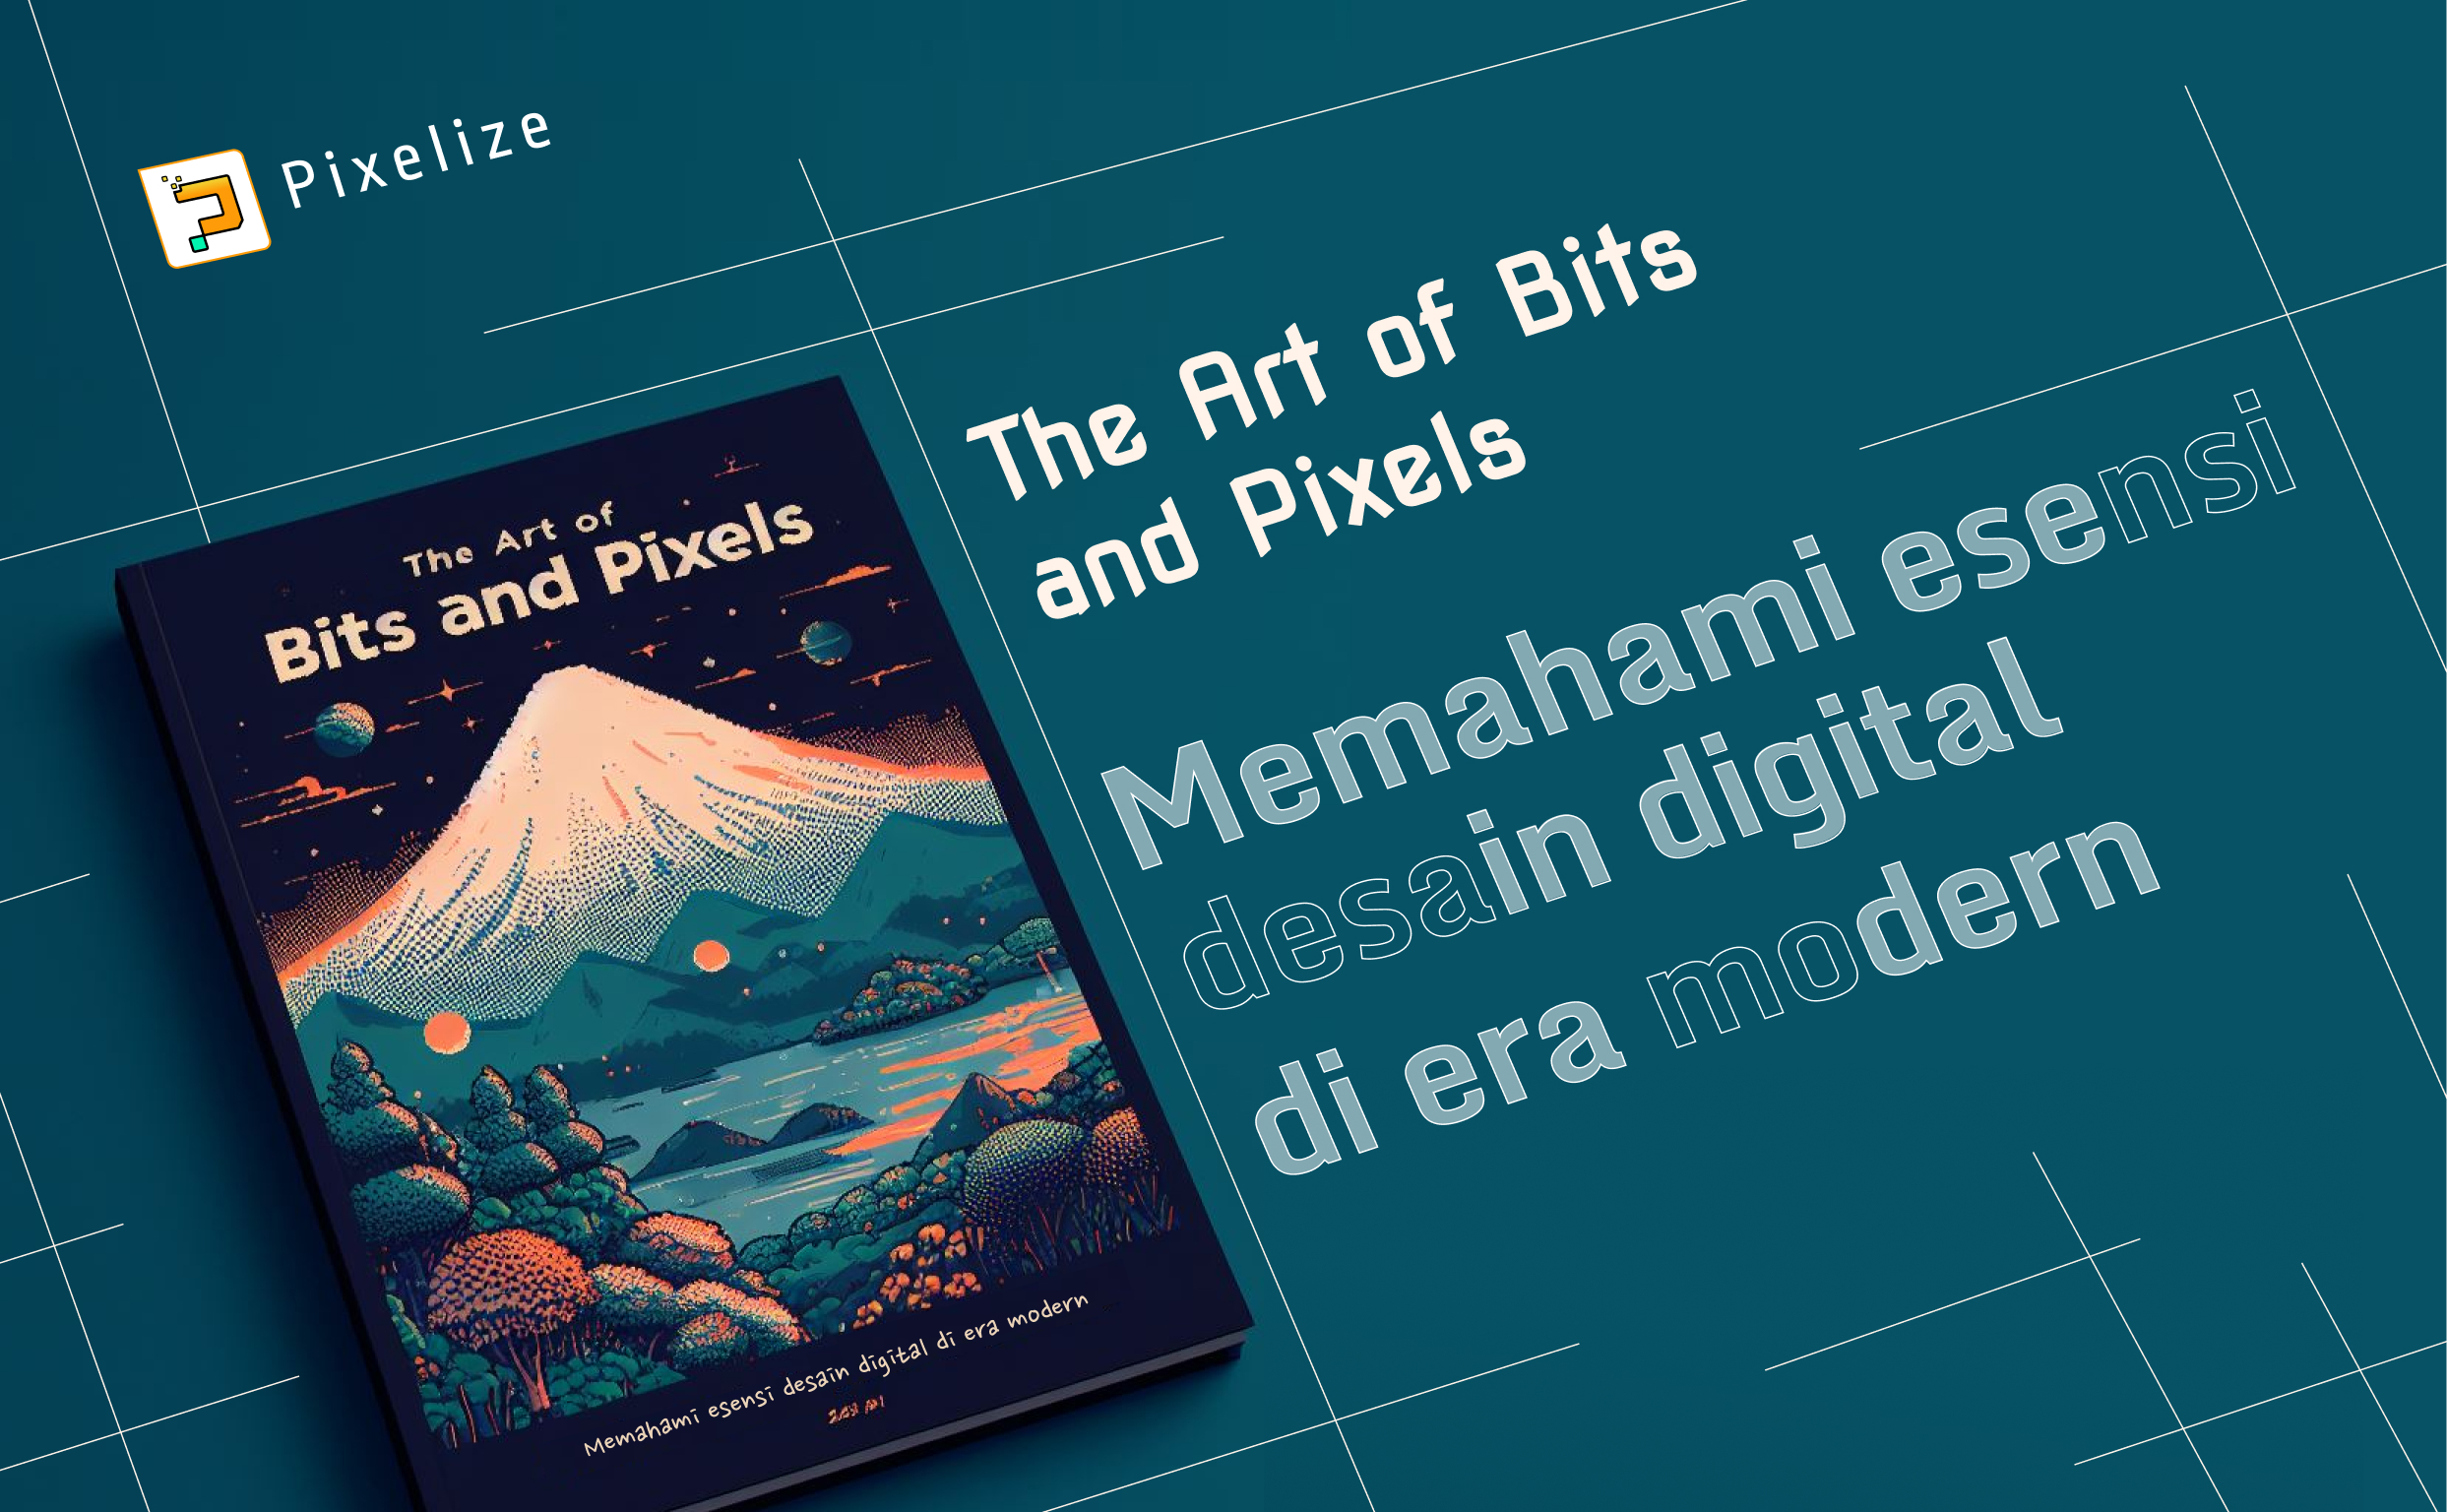 Pixelize
The Art of Bits
and Pixels
Memahami esensi
desain digital
di era modern
The Art of
Bits and Pixels
Memahami esensi desain digital di era modern